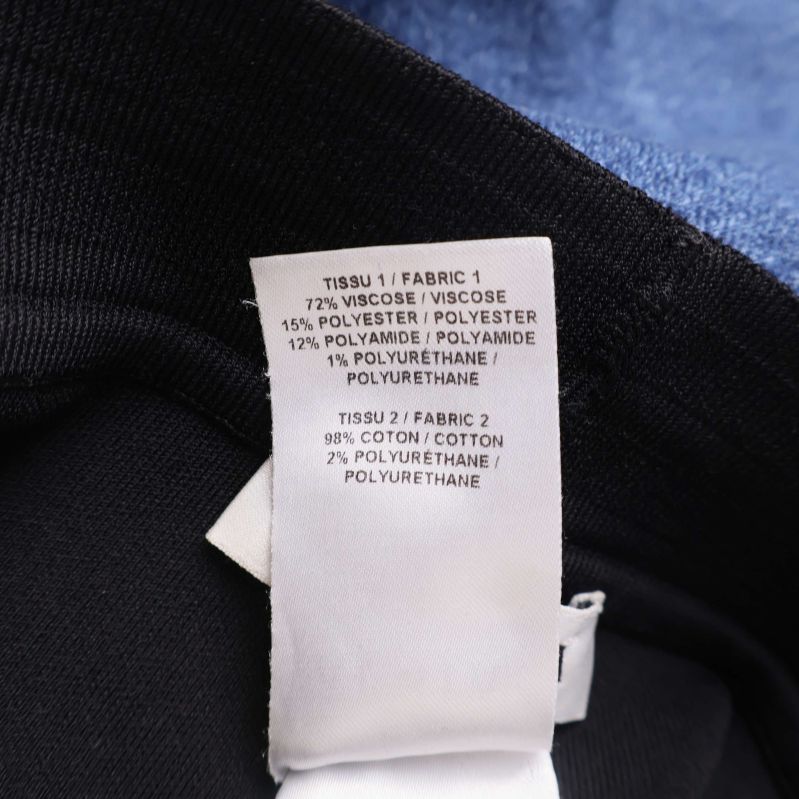 TISSU 1 / FABRIC 1
72% VISCOSE / VISCOSE
15% POLYESTER / POLYESTER
12% POLYAMIDE / POLYAMIDE
1% POLYURÉTHANE /
POLYURETHANE
TISSU 2 / FABRIC 2
98% COTON / COTTON
2% POLYURÉTHANE /
POLYURETHANE